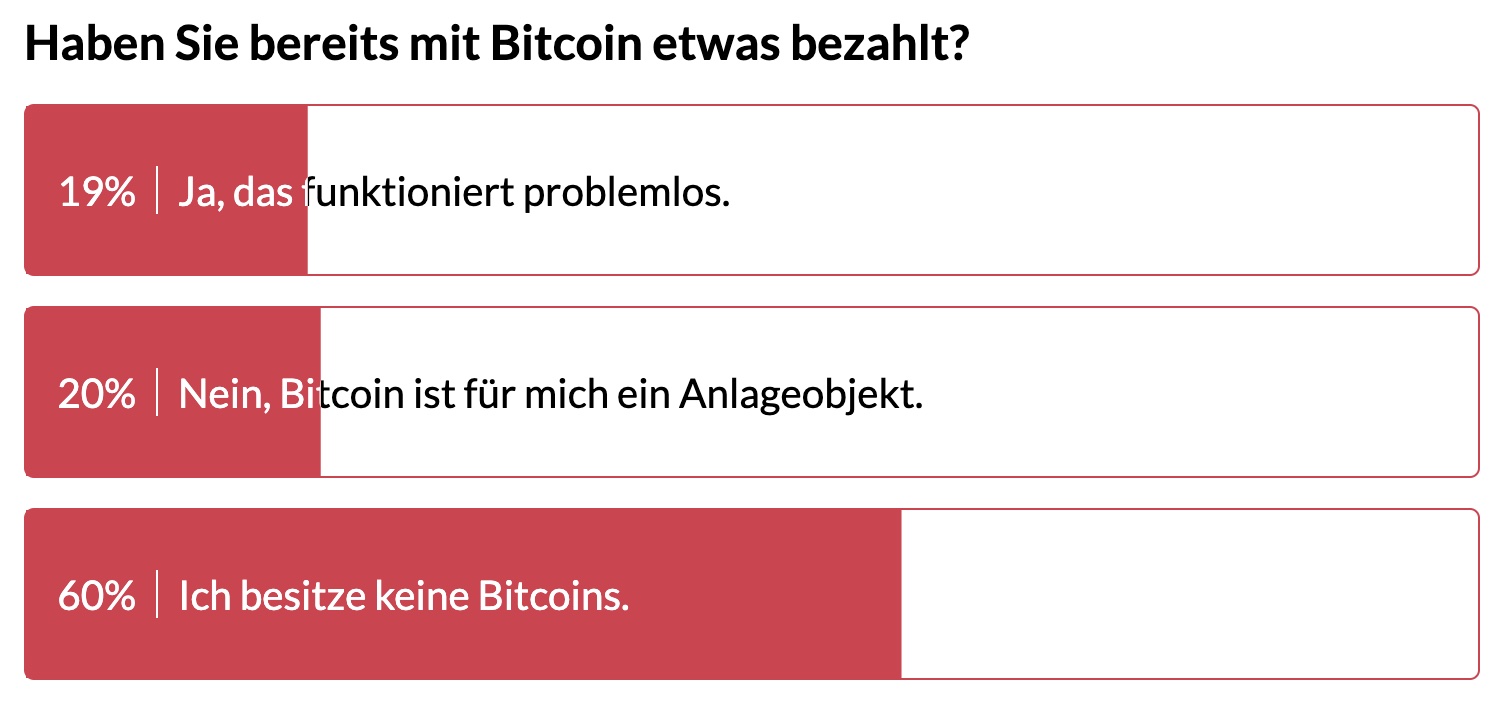 Haben Sie bereits mit Bitcoin etwas bezahlt?
19% | Ja, das funktioniert problemlos.
20% | Nein, Bitcoin ist für mich ein Anlageobjekt.
60% | Ich besitze keine Bitcoins.